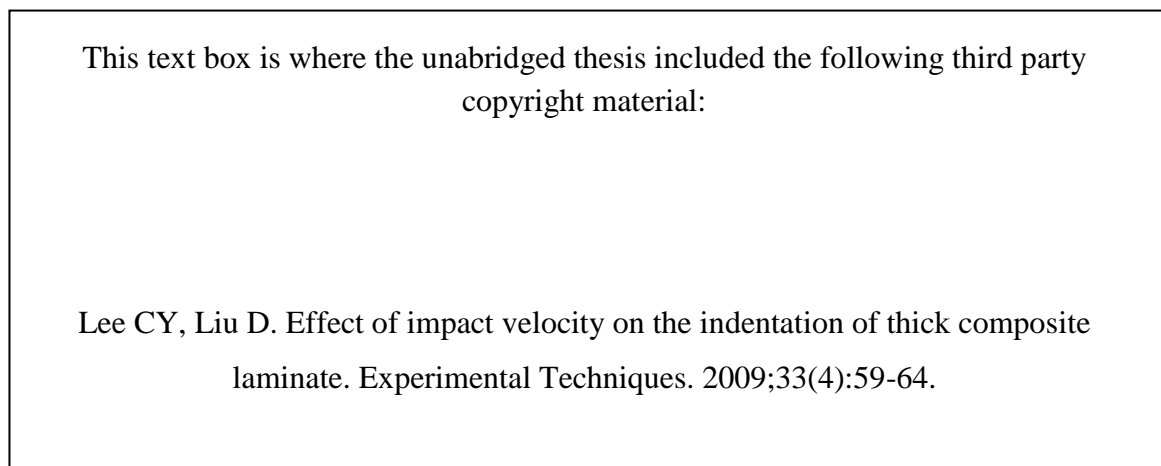 This text box is where the unabridged thesis included the following third party
copyright material:
Lee CY, Liu D. Effect of impact velocity on the indentation of thick composite
laminate. Experimental Techniques. 2009;33(4):59-64.